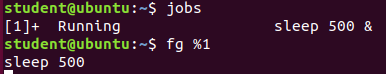 student@ubuntu:~$ jobs
[1]+  Running                 sleep 500 &
student@ubuntu:~$ fg %1
sleep 500